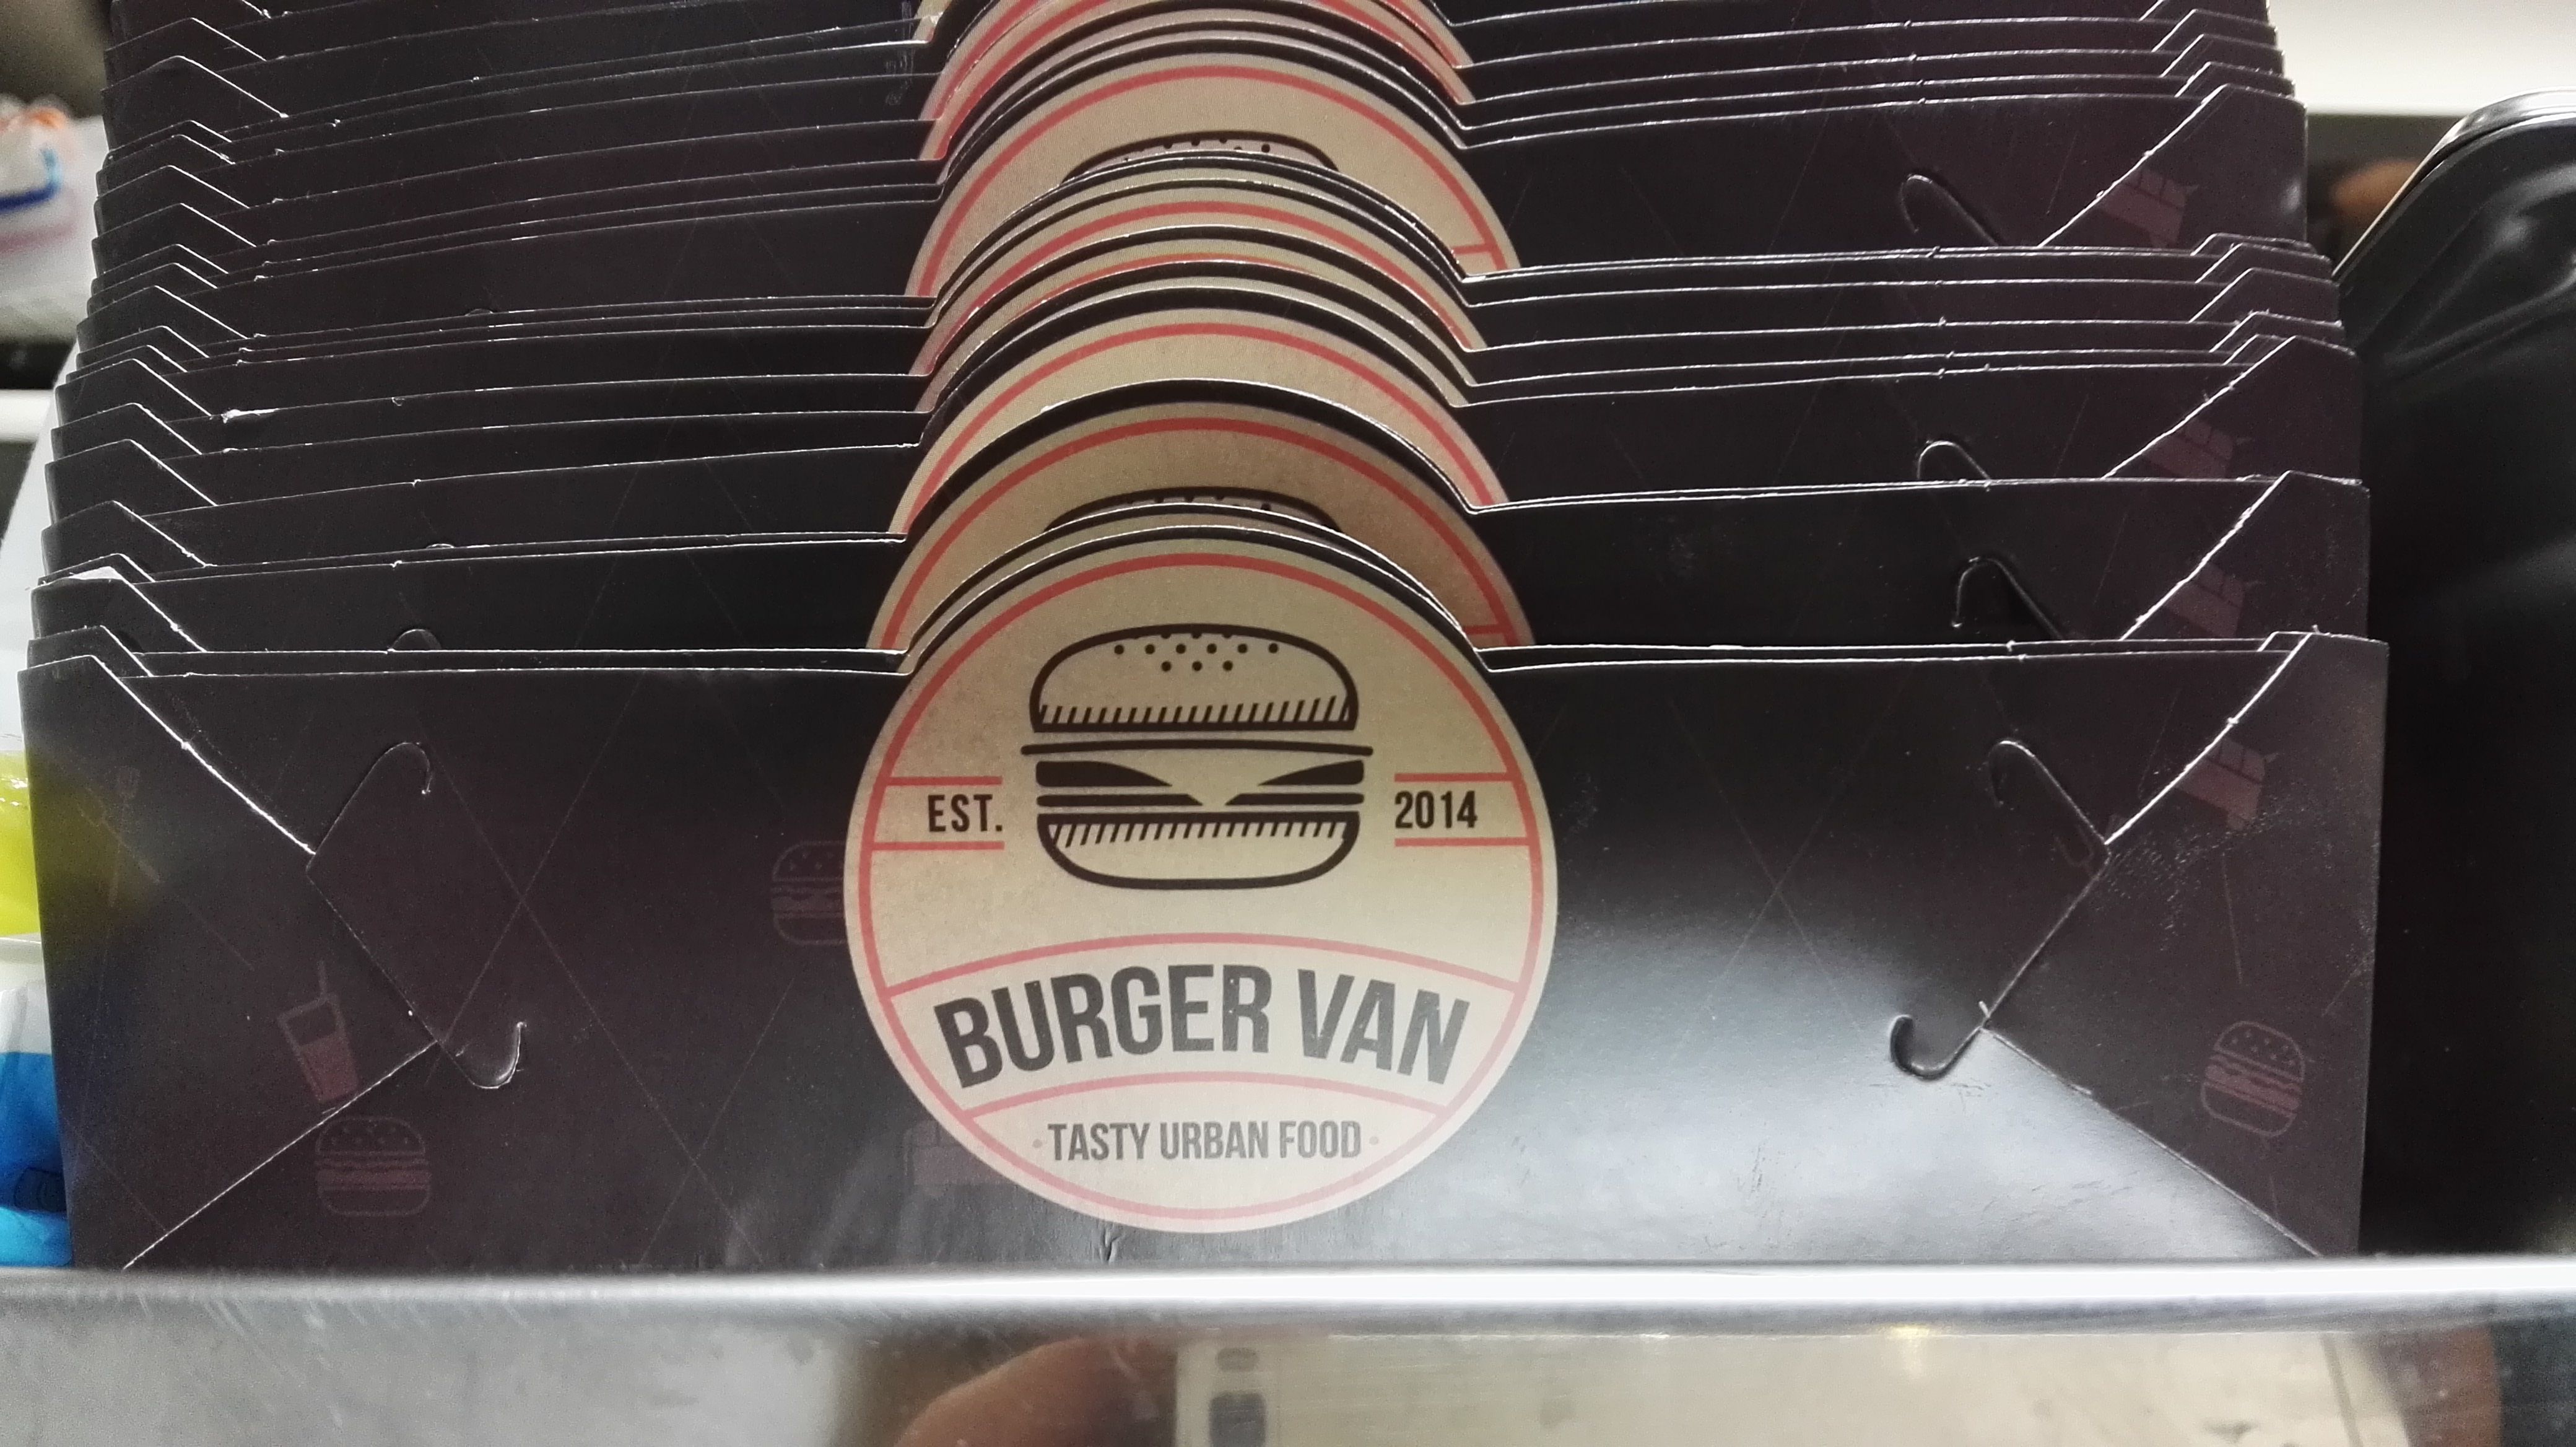 EST. 2014
BURGER VAN
·TASTY URBAN FOOD·